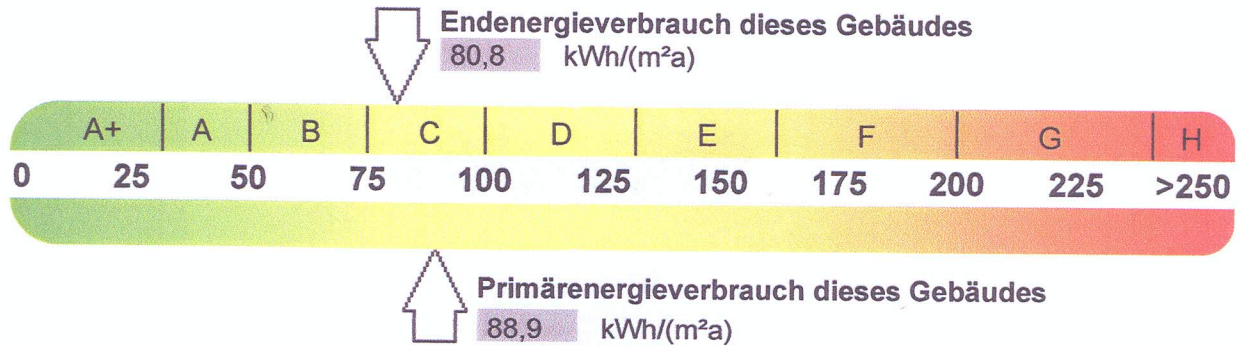 Endenergieverbrauch dieses Gebäudes
80,8 kWh/(m²a)
A+ A B C D E F G H
0 25 50 75 100 125 150 175 200 225 >250
Primärenergieverbrauch dieses Gebäudes
88,9 kWh/(m²a)